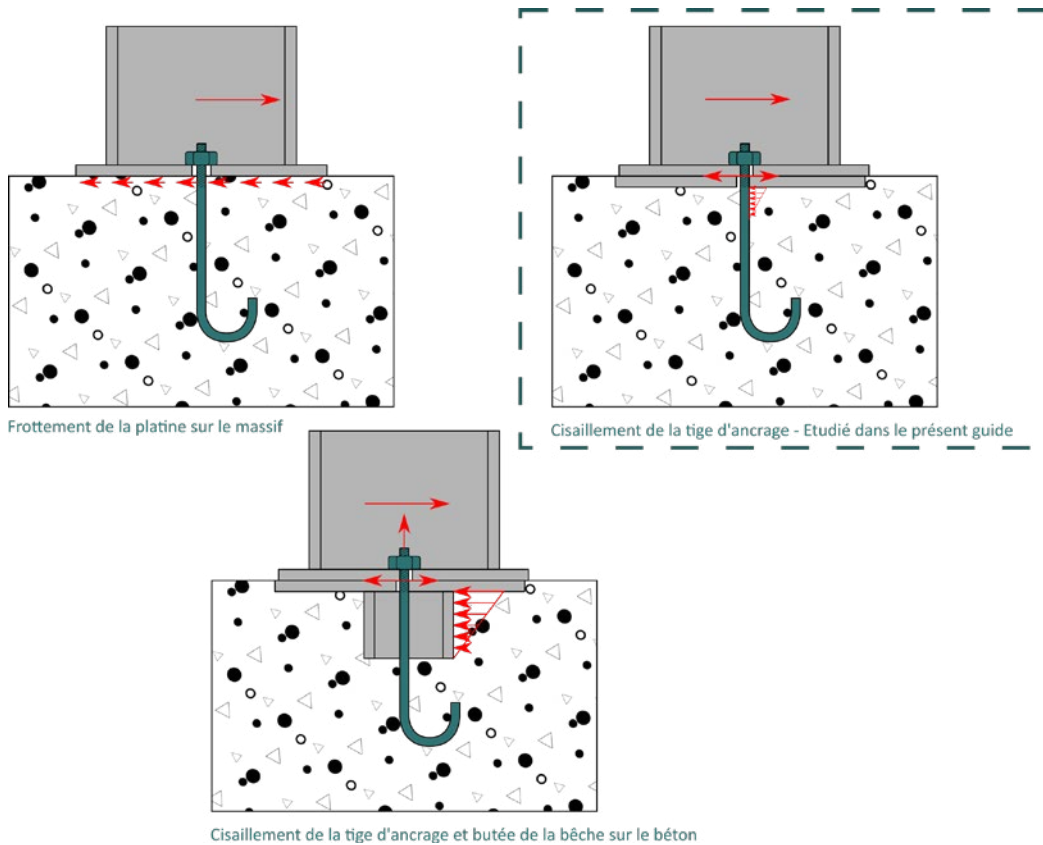 Frottement de la platine sur le massif
Cisaillement de la tige d'ancrage - Etudié dans le présent guide
Cisaillement de la tige d'ancrage et butée de la bêche sur le béton